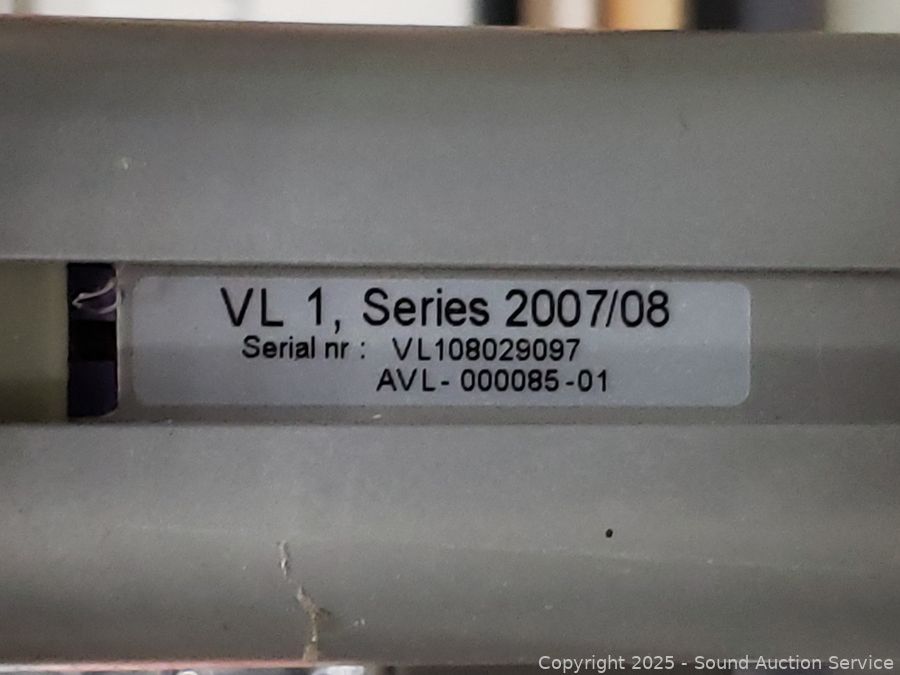 VL 1, Series 2007/08
Serial nr : VL108029097
AVL- 000085-01
Copyright 2025 - Sound Auction Service